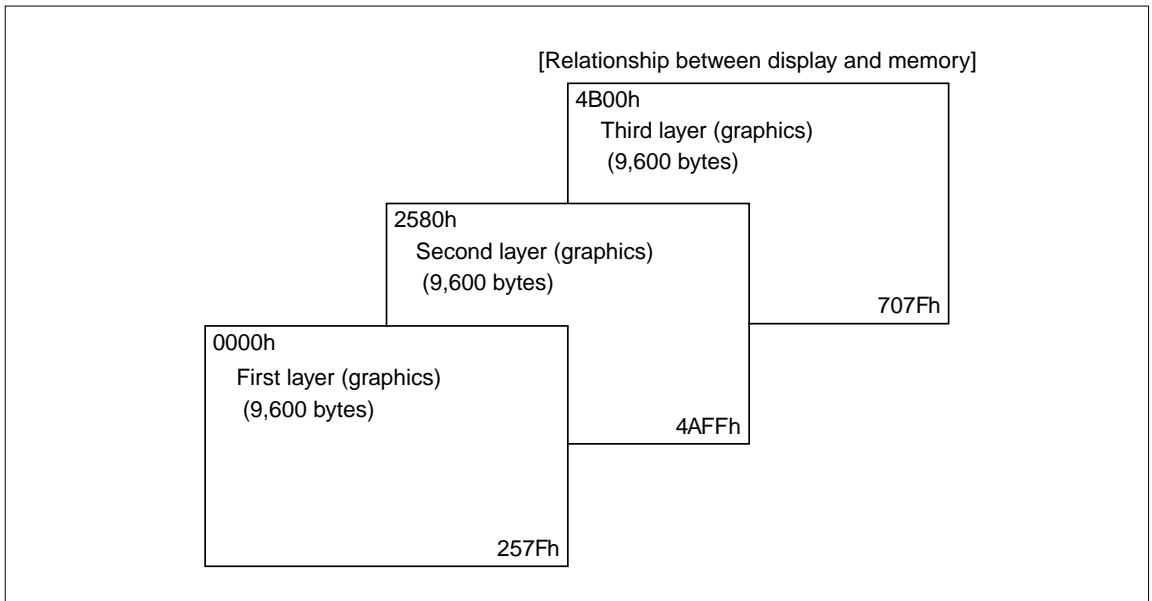 [Relationship between display and memory]
4B00h
Third layer (graphics)
(9,600 bytes)
707Fh
2580h
Second layer (graphics)
(9,600 bytes)
4AFFh
0000h
First layer (graphics)
(9,600 bytes)
257Fh